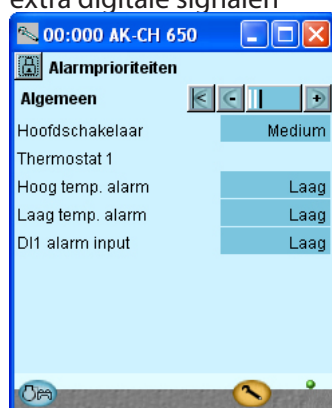 extra digitale signalen
00:000 AK-CH 650
Alarmprioriteiten
Algemeen
Hoofdschakelaar Medium
Thermostat 1
Hoog temp. alarm Laag
Laag temp. alarm Laag
DI1 alarm input Laag